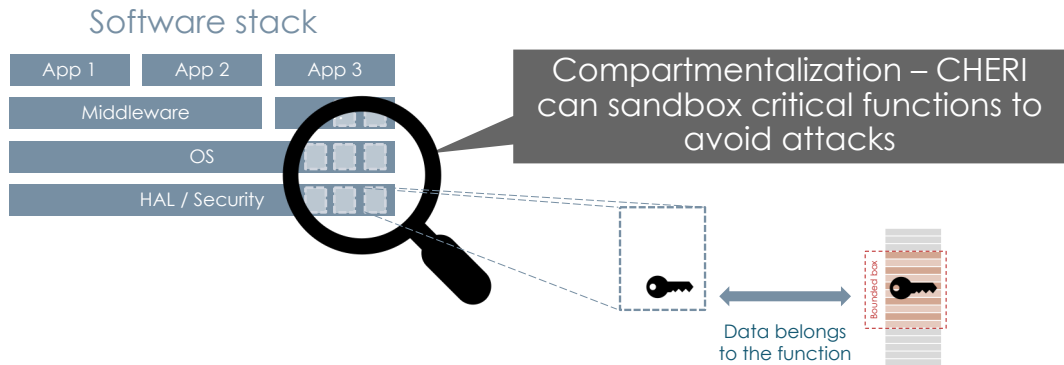 Software stack
App 1
App 2
App 3
Compartmentalization – CHERI
can sandbox critical functions to
avoid attacks
Middleware
OS
HAL / Security
Bounded box
Data belongs
to the function